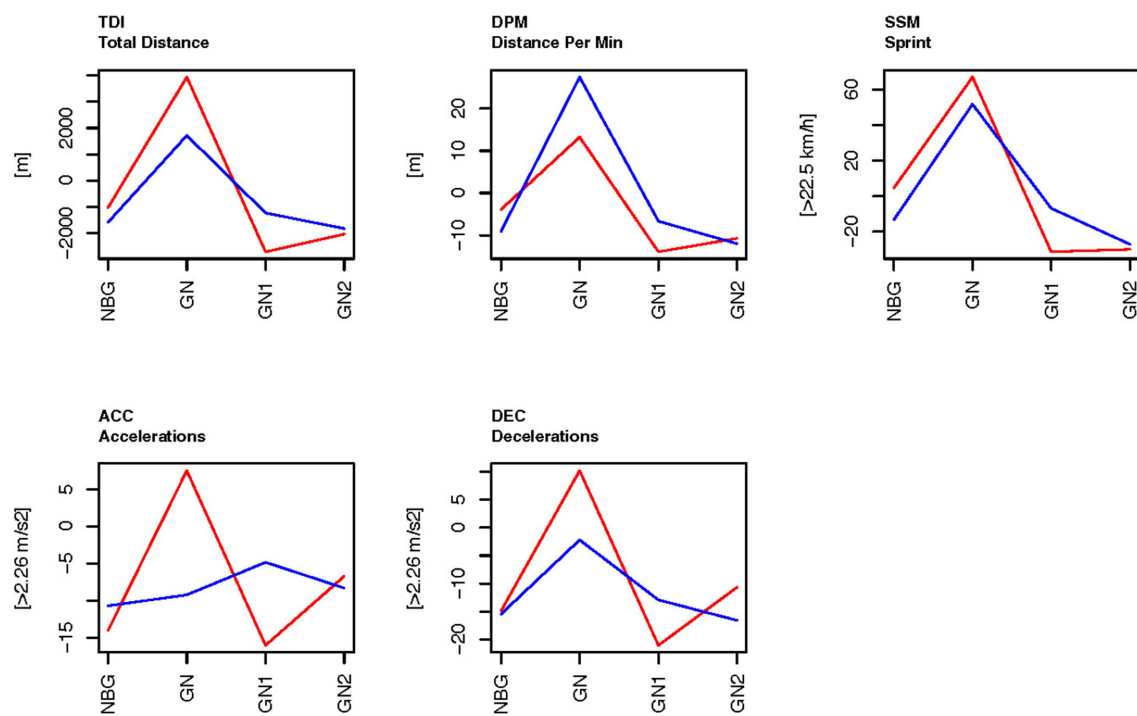 TDI
Total Distance
[m]
2000
0
−2000
NBG
GN
GN1
GN2
DPM
Distance Per Min
[m]
20
10
0
−10
NBG
GN
GN1
GN2
SSM
Sprint
[>22.5 km/h]
60
20
−20
NBG
GN
GN1
GN2
ACC
Accelerations
[>2.26 m/s2]
5
0
−5
−15
NBG
GN
GN1
GN2
DEC
Decelerations
[>2.26 m/s2]
5
0
−10
−20
NBG
GN
GN1
GN2